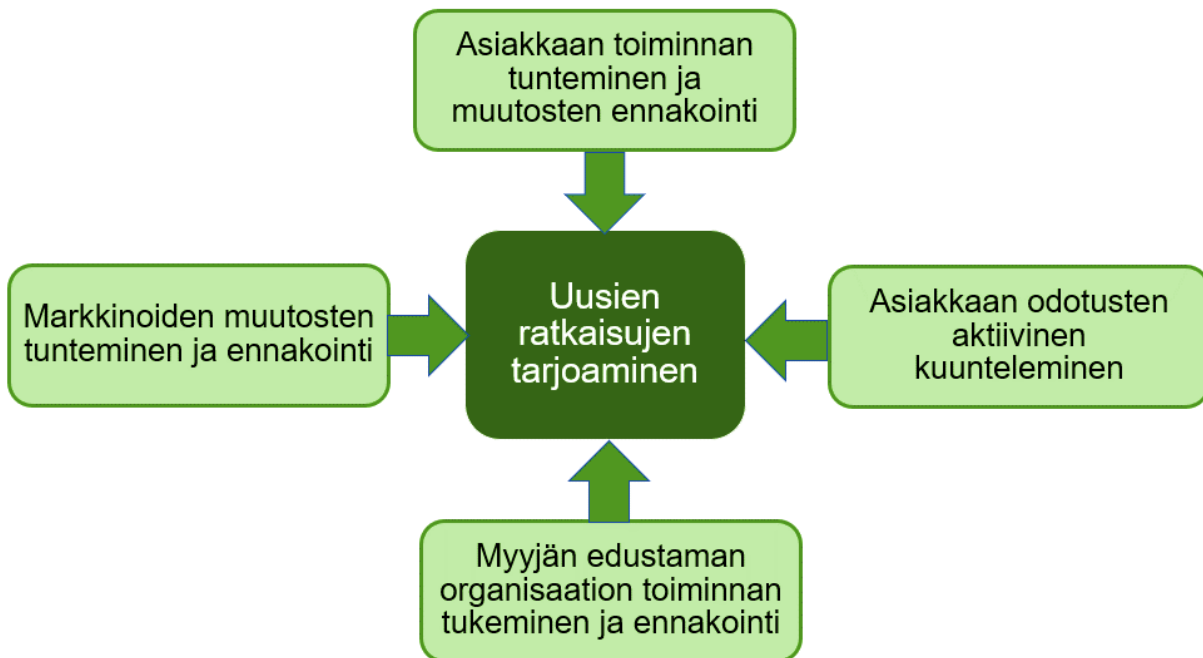 Asiakkaan toiminnan
tunteminen ja
muutosten ennakointi
Markkinoiden muutosten
tunteminen ja ennakointi
Uusien
ratkaisujen
tarjoaminen
Asiakkaan odotusten
aktiivinen
kuunteleminen
Myyjän edustaman
organisaation toiminnan
tukeminen ja ennakointi